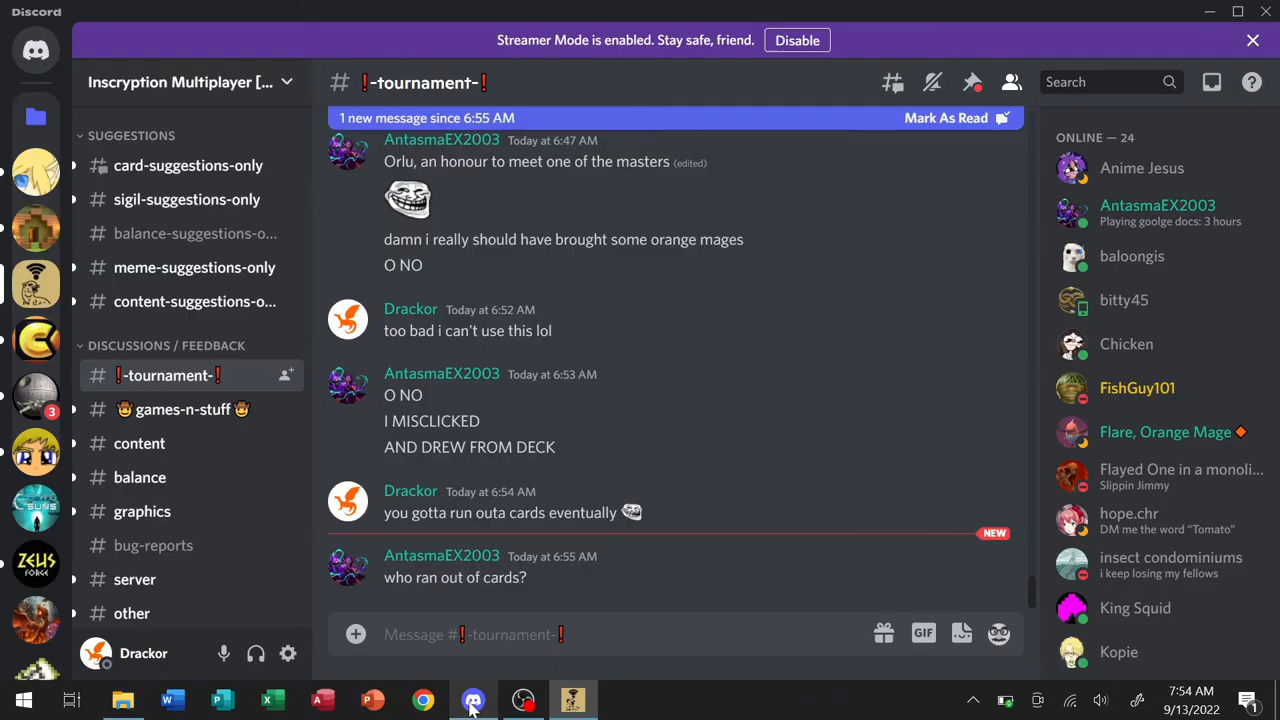 Discord
Streamer Mode is enabled. Stay safe, friend.
Disable
Inscryption Multiplayer [...
❗-tournament-❗
Search
1 new message since 6:55 AM
Mark As Read
SUGGESTIONS
card-suggestions-only
sigil-suggestions-only
balance-suggestions-o...
meme-suggestions-only
content-suggestions-o...
DISCUSSIONS / FEEDBACK
❗-tournament-❗
🤠games-n-stuff🤠
content
balance
graphics
bug-reports
server
other
3
ZEUS
FORGE
Drackor
AntasmaEX2003 Today at 6:47 AM
Orlu, an honour to meet one of the masters (edited)
damn i really should have brought some orange mages
O NO
Drackor Today at 6:52 AM
too bad i can't use this lol
AntasmaEX2003 Today at 6:53 AM
O NO
I MISCLICKED
AND DREW FROM DECK
Drackor Today at 6:54 AM
you gotta run outa cards eventually
NEW
AntasmaEX2003 Today at 6:55 AM
who ran out of cards?
Message #❗-tournament-❗
GIF
ONLINE — 24
Anime Jesus
AntasmaEX2003
Playing goolge docs: 3 hours
baloongis
bitty45
Chicken
FishGuy101
Flare, Orange Mage
Flayed One in a monoli...
Slippin Jimmy
hope.chr
DM me the word “Tomato”
insect condominiums
i keep losing my fellows
King Squid
Kopie
7:54 AM
9/13/2022
1